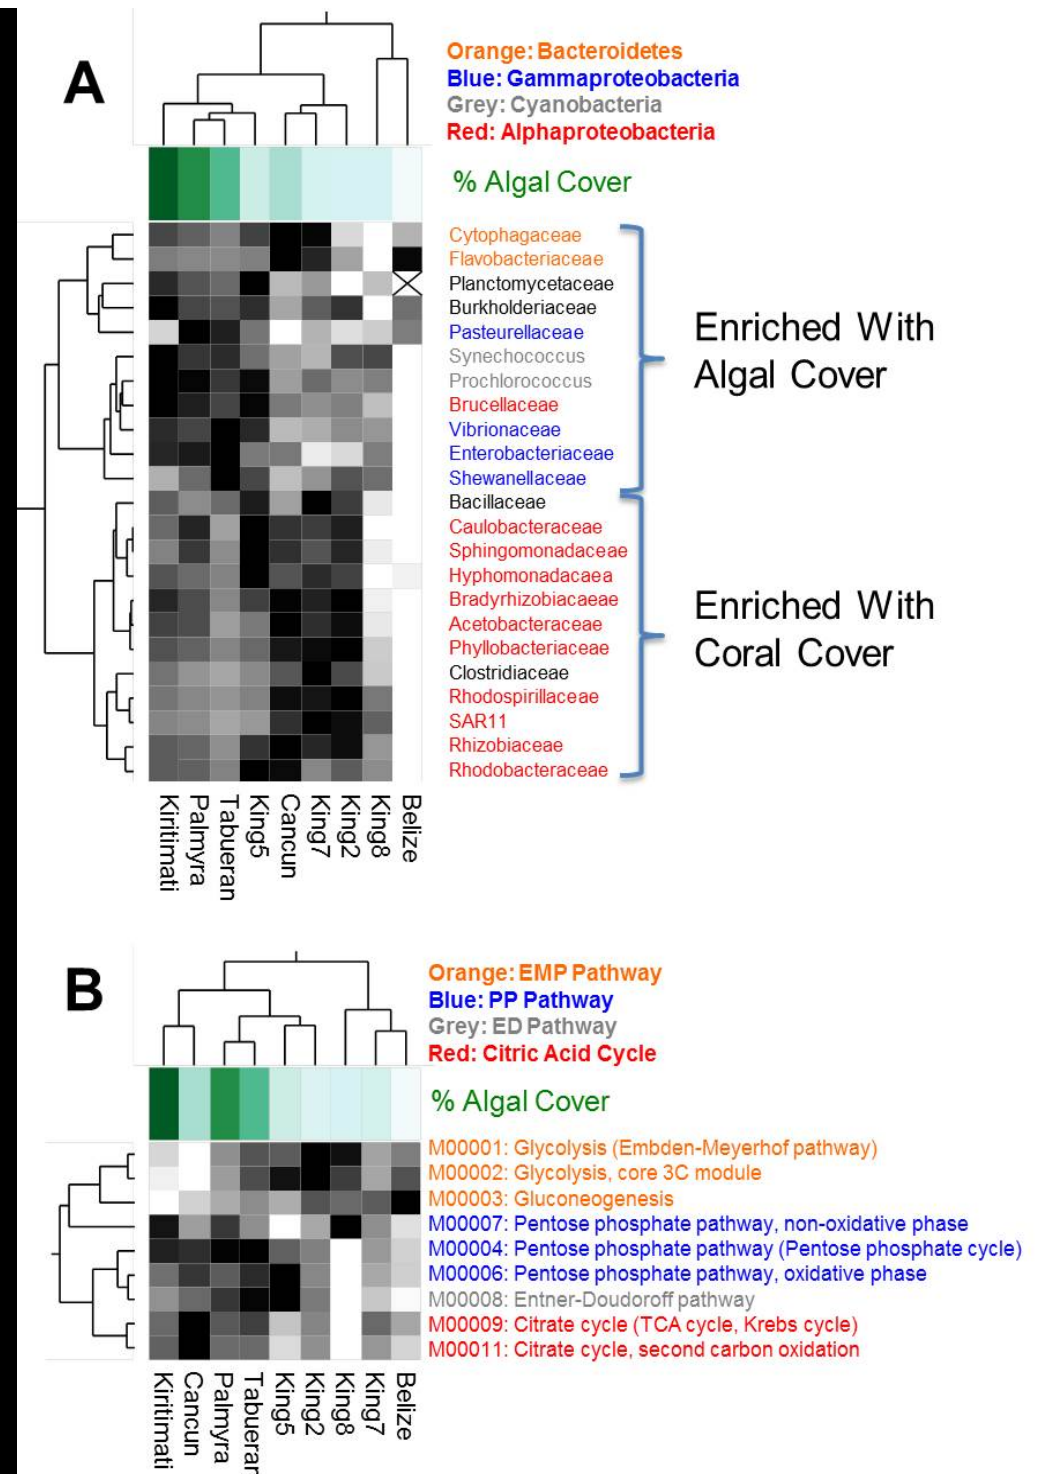 A
Orange: Bacteroidetes
Blue: Gammaproteobacteria
Grey: Cyanobacteria
Red: Alphaproteobacteria
% Algal Cover
Cytophagaceae
Flavobacteriaceae
Planctomycetaceae
Burkholderiaceae
Pasteurellaceae
Synechococcus
Prochlorococcus
Brucellaceae
Vibrionaceae
Enterobacteriaceae
Shewanellaceae
Bacillaceae
Caulobacteraceae
Sphingomonadaceae
Hyphomonadacaea
Bradyrhizobiacaeae
Acetobacteraceae
Phyllobacteriaceae
Clostridiaceae
Rhodospirillaceae
SAR11
Rhizobiaceae
Rhodobacteraceae
Enriched With
Algal Cover
Enriched With
Coral Cover
Kiritimati
Palmyra
Tabueran
King5
Cancun
King7
King2
King8
Belize
B
Orange: EMP Pathway
Blue: PP Pathway
Grey: ED Pathway
Red: Citric Acid Cycle
% Algal Cover
M00001: Glycolysis (Embden-Meyerhof pathway)
M00002: Glycolysis, core 3C module
M00003: Gluconeogenesis
M00007: Pentose phosphate pathway, non-oxidative phase
M00004: Pentose phosphate pathway (Pentose phosphate cycle)
M00006: Pentose phosphate pathway, oxidative phase
M00008: Entner-Doudoroff pathway
M00009: Citrate cycle (TCA cycle, Krebs cycle)
M00011: Citrate cycle, second carbon oxidation
Kiritimati
Cancun
Palmyra
Tabueran
King5
King2
King8
King7
Belize